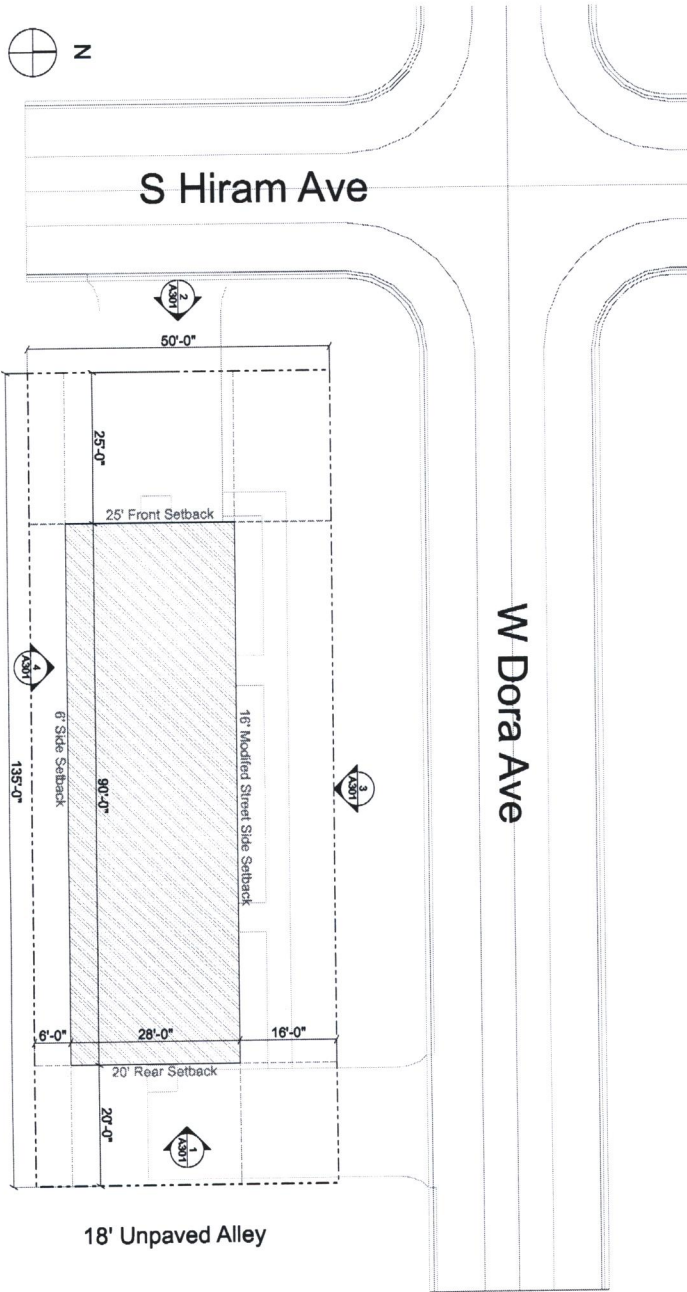 N
S Hiram Ave
2
A301
50'-0"
25'-0"
25' Front Setback
W Dora Ave
4
A301
6' Side Setback
135'-0"
90'-0"
16' Modifed Street Side Setback
3
A301
6'-0"
28'-0"
16'-0"
20' Rear Setback
20'-0"
1
A301
18' Unpaved Alley